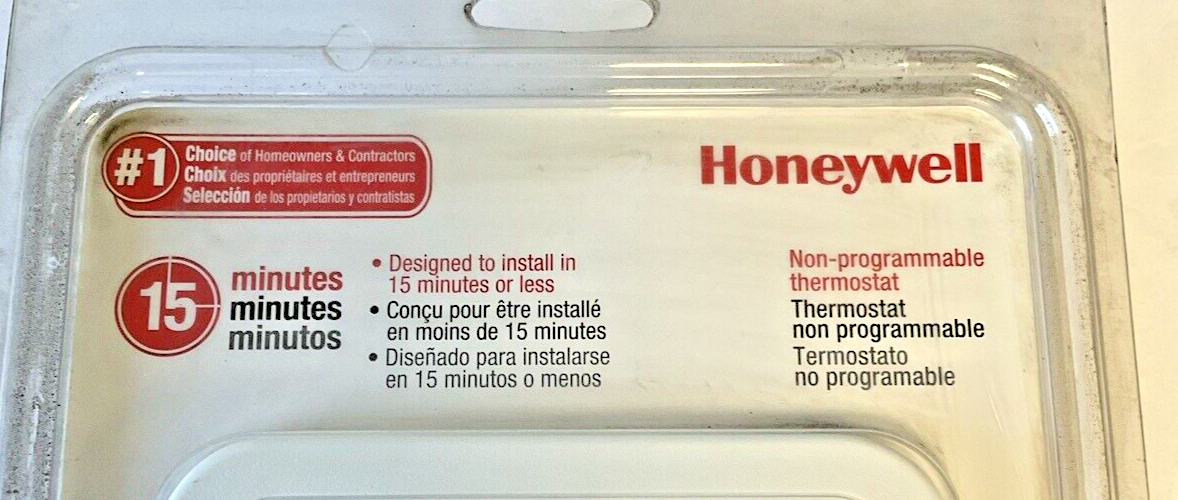 #1
Choice of Homeowners & Contractors
Choix des propriétaires et entrepreneurs
Selección de los propietarios y contratistas
Honeywell
15
minutes
minutes
minutos
• Designed to install in
15 minutes or less
• Conçu pour être installé
en moins de 15 minutes
• Diseñado para instalarse
en 15 minutos o menos
Non-programmable
thermostat
Thermostat
non programmable
Termostato
no programable